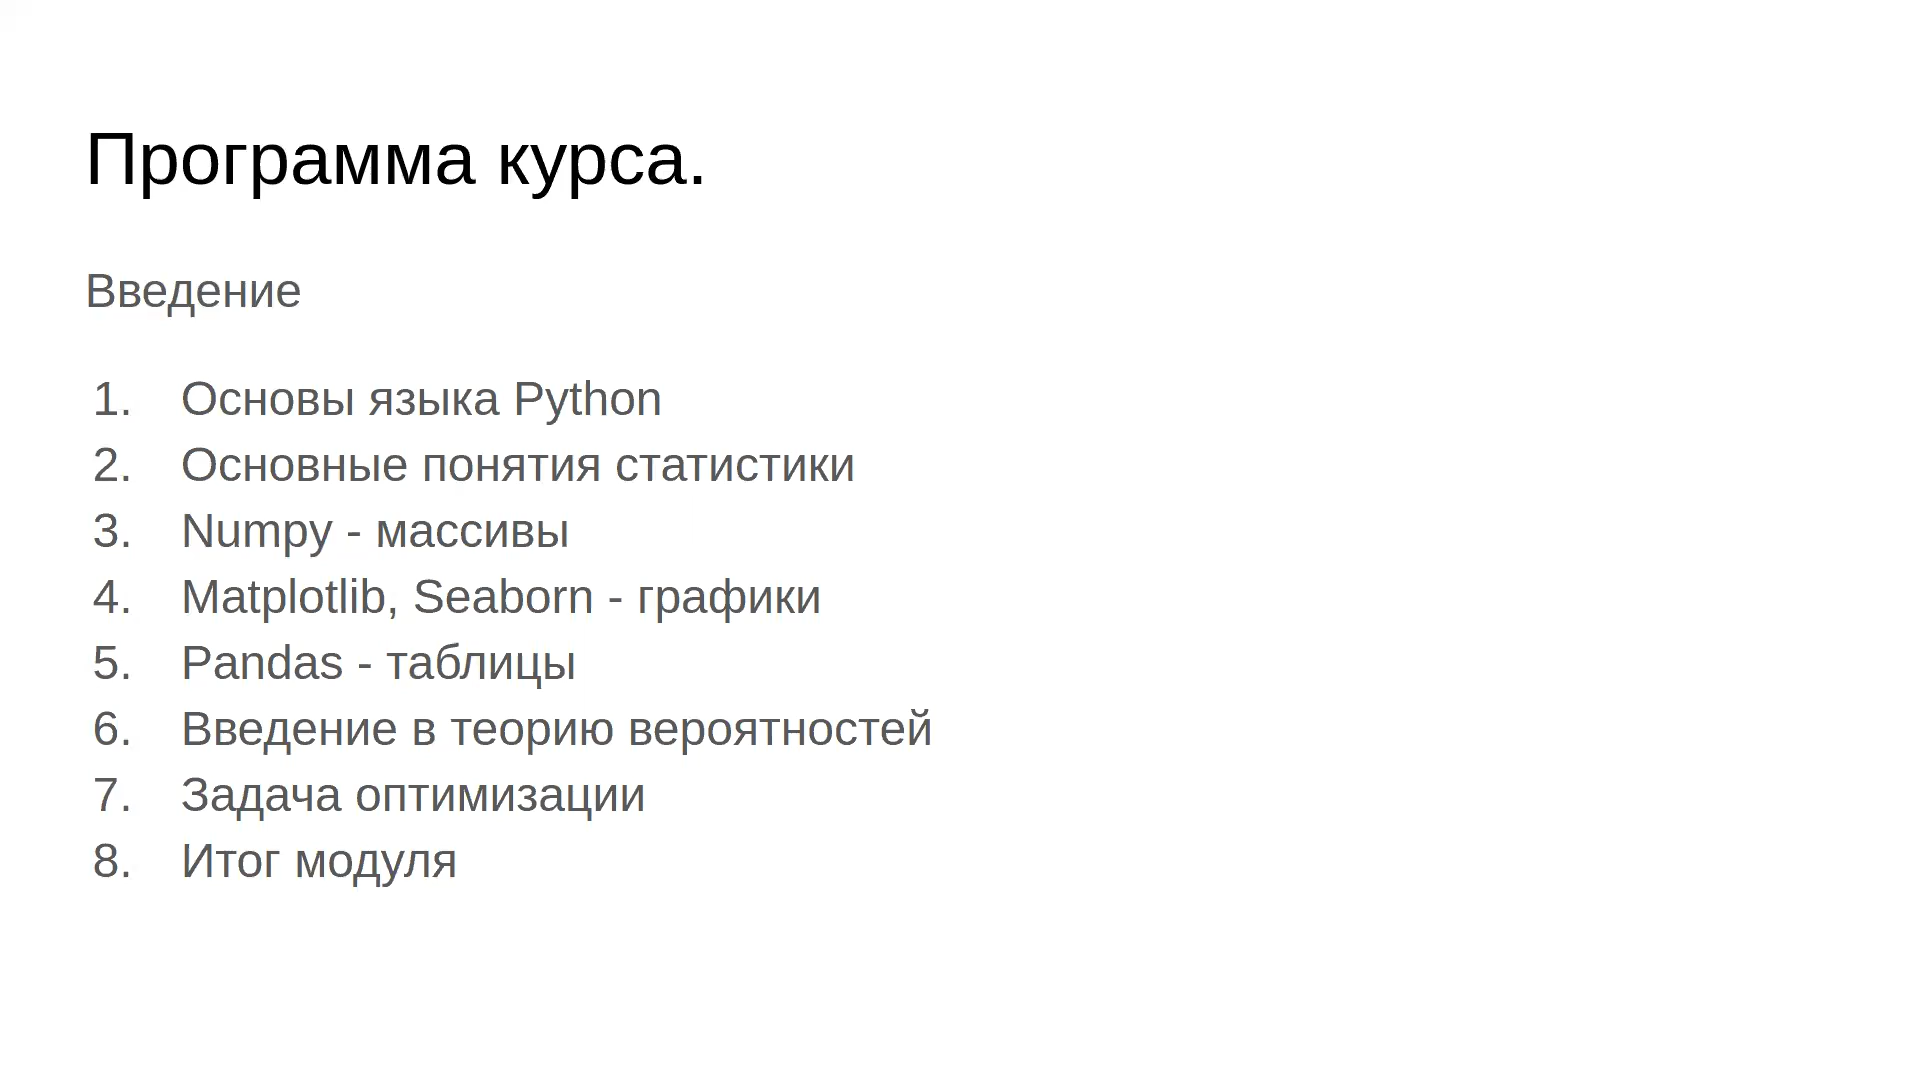 Программа курса.
Введение
1. Основы языка Python
2. Основные понятия статистики
3. Numpy - массивы
4. Matplotlib, Seaborn - графики
5. Pandas - таблицы
6. Введение в теорию вероятностей
7. Задача оптимизации
8. Итог модуля